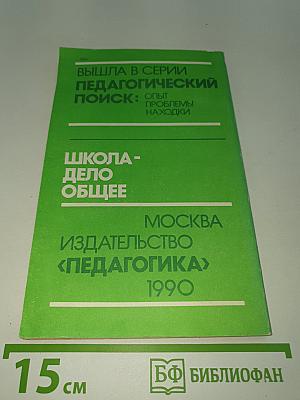 ВЫШЛА В СЕРИИ
ПЕДАГОГИЧЕСКИЙ
ПОИСК: ОПЫТ
ПРОБЛЕМЫ
НАХОДКИ
ШКОЛА-
ДЕЛО
ОБЩЕЕ
МОСКВА
ИЗДАТЕЛЬСТВО
«ПЕДАГОГИКА»
1990
15 см
БФ БИБЛИОФАН